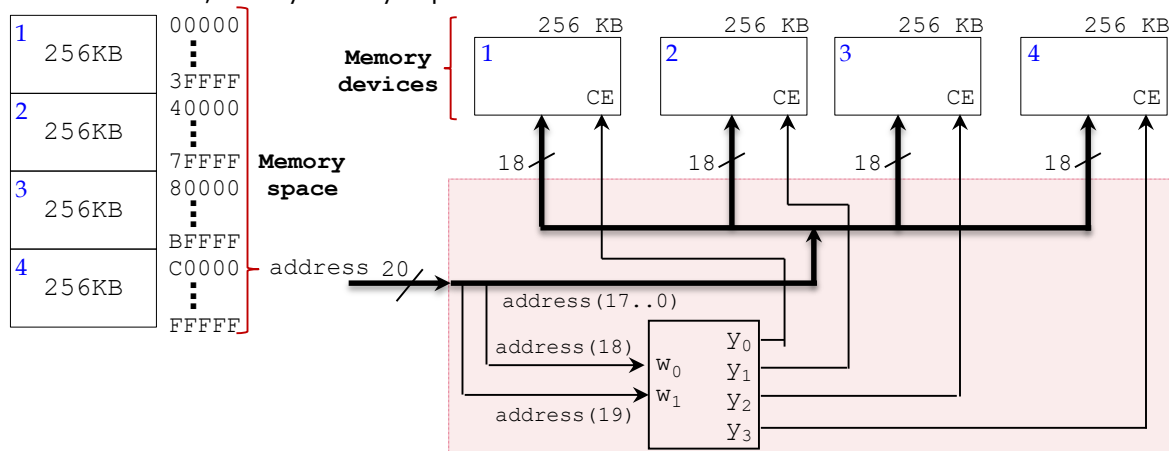 1
256KB
00000
3FFFF
2
256KB
40000
7FFFF
3
256KB
80000
BFFFF
4
256KB
C0000
FFFFF
Memory
space
Memory
devices
256 KB
1
CE
256 KB
2
CE
256 KB
3
CE
256 KB
4
CE
18
18
18
18
address 20
address(17..0)
address(18)
address(19)
w0
w1
y0
y1
y2
y3